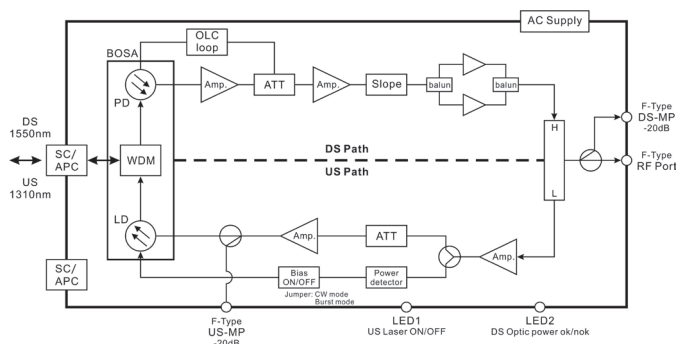 AC Supply
OLC
loop
BOSA
PD
Amp.
ATT
Amp.
Slope
balun
balun
F-Type
DS-MP
-20dB
DS
1550nm
H
SC/
APC
WDM
DS Path
US Path
F-Type
RF Port
US
1310nm
L
LD
Amp.
ATT
Amp.
SC/
APC
Bias
ON/OFF
Power
detector
Jumper: CW mode
Burst mode
F-Type
US-MP
-20dB
LED1
US Laser ON/OFF
LED2
DS Optic power ok/nok